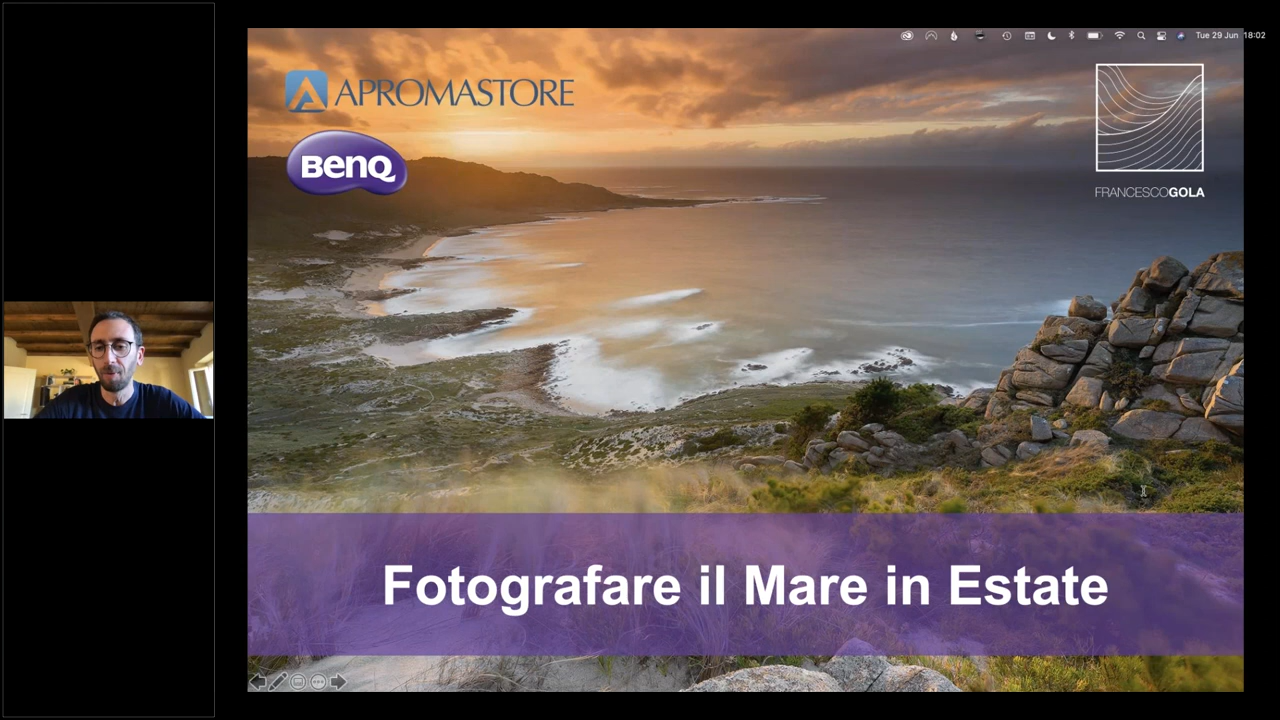 Tue 29 Jun 18:02
APROMASTORE
BenQ
FRANCESCOGOLA
Fotografare il Mare in Estate